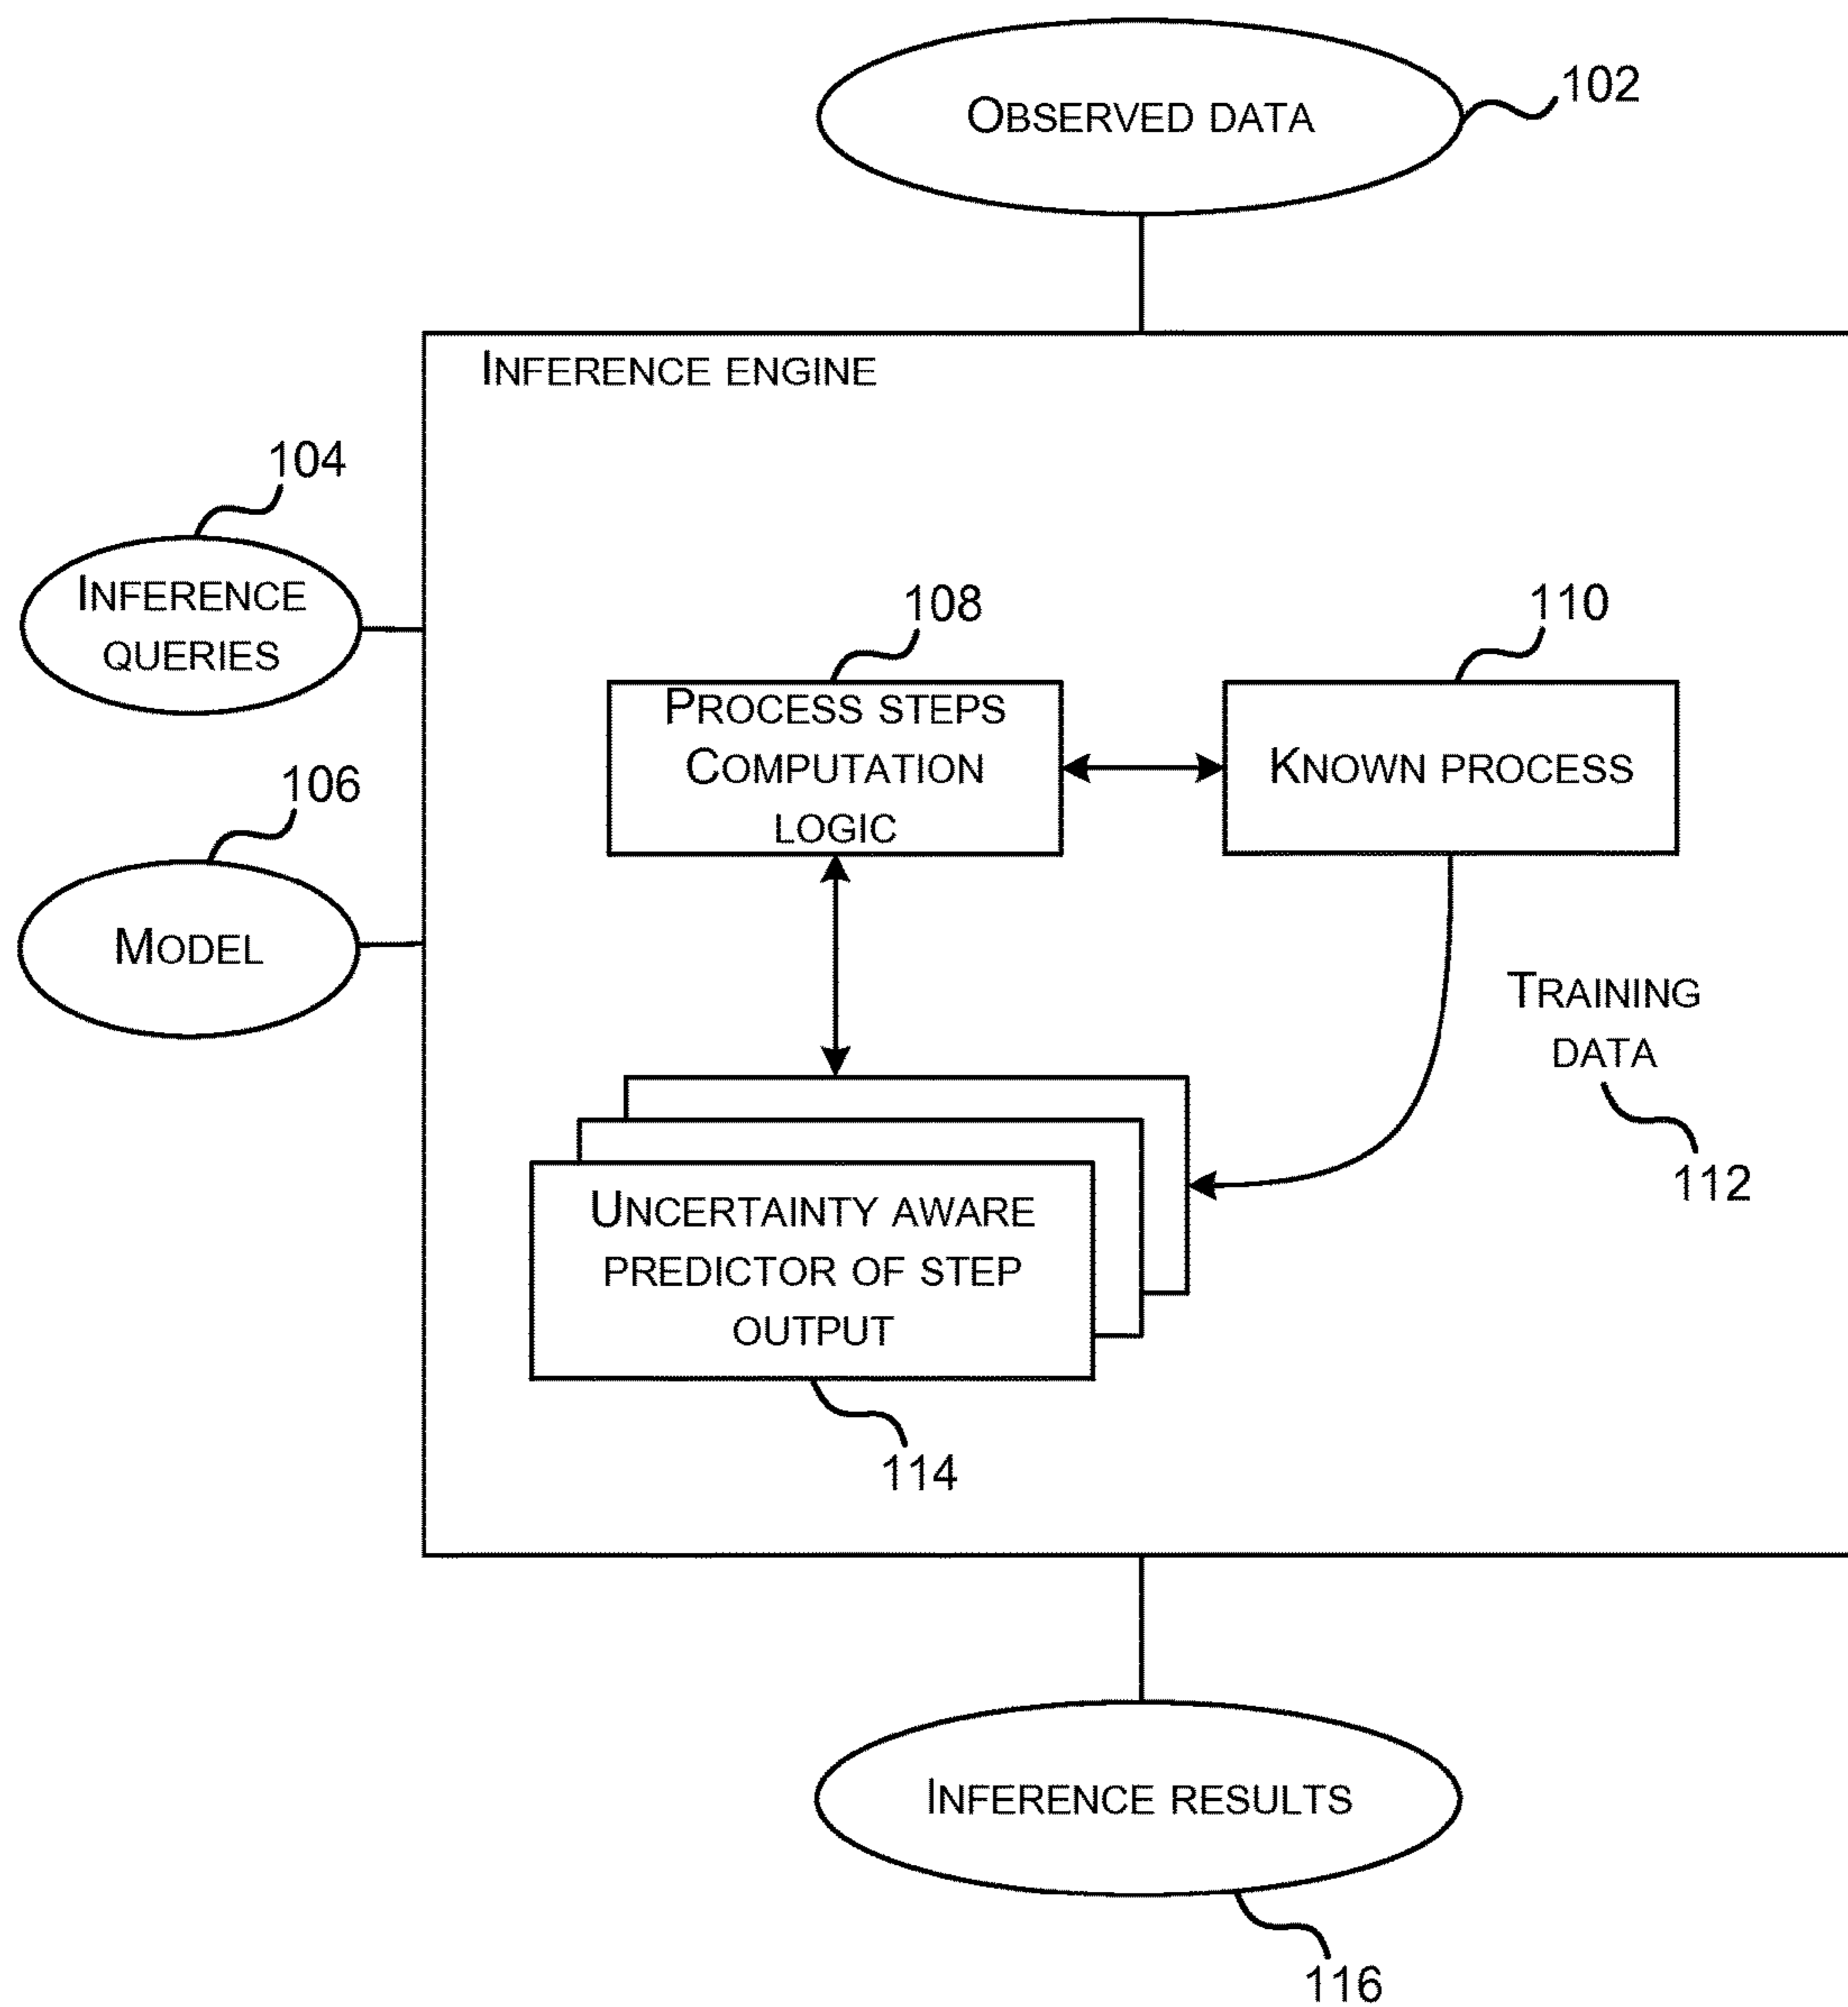 OBSERVED DATA
102
INFERENCE ENGINE
104
INFERENCE
QUERIES
108
110
PROCESS STEPS
COMPUTATION
LOGIC
KNOWN PROCESS
106
MODEL
TRAINING
DATA
112
UNCERTAINTY AWARE
PREDICTOR OF STEP
OUTPUT
114
INFERENCE RESULTS
116